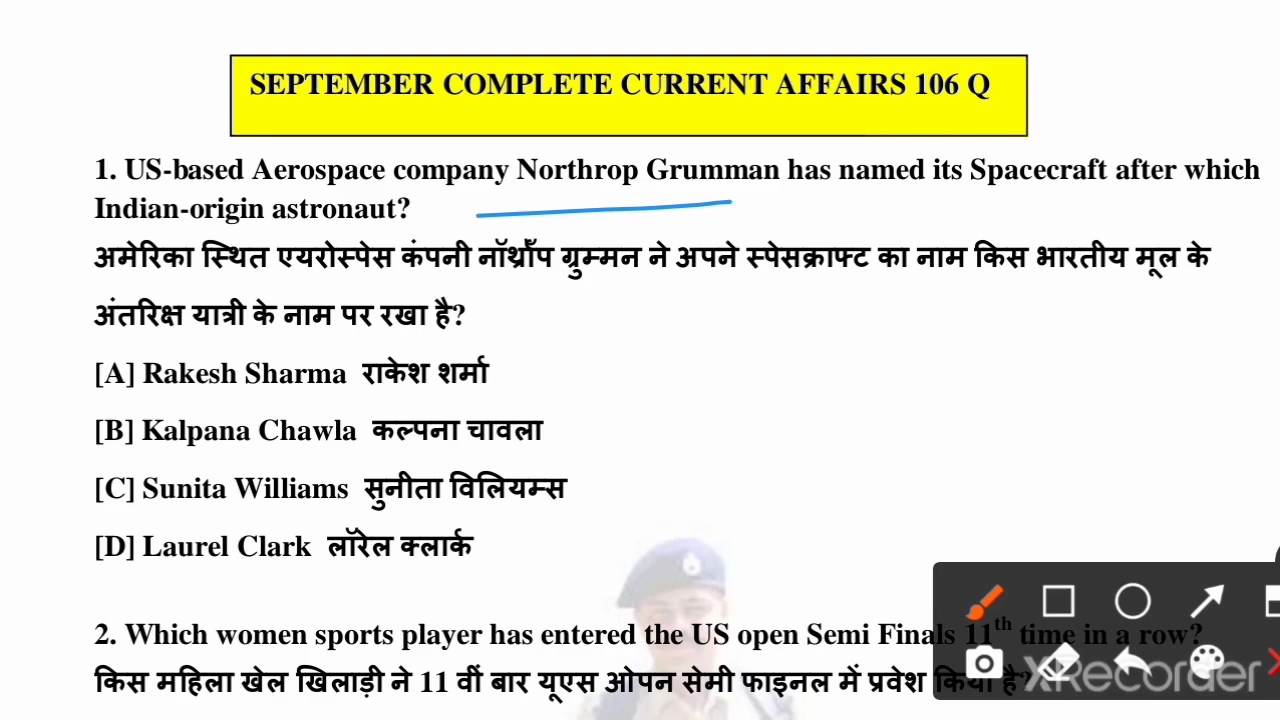 SEPTEMBER COMPLETE CURRENT AFFAIRS 106 Q
1. US-based Aerospace company Northrop Grumman has named its Spacecraft after which
Indian-origin astronaut?
अमेरिका स्थित एयरोस्पेस कंपनी नॉर्थ्रॉप ग्रुम्मन ने अपने स्पेसक्राफ्ट का नाम किस भारतीय मूल के
अंतरिक्ष यात्री के नाम पर रखा है?
[A] Rakesh Sharma राकेश शर्मा
[B] Kalpana Chawla कल्पना चावला
[C] Sunita Williams सुनीता विलियम्स
[D] Laurel Clark लॉरेल क्लार्क
2. Which women sports player has entered the US open Semi Finals 11th time in a row?
किस महिला खेल खिलाड़ी ने 11 वीं बार यूएस ओपन सेमी फाइनल में प्रवेश किया है?
XRecorder